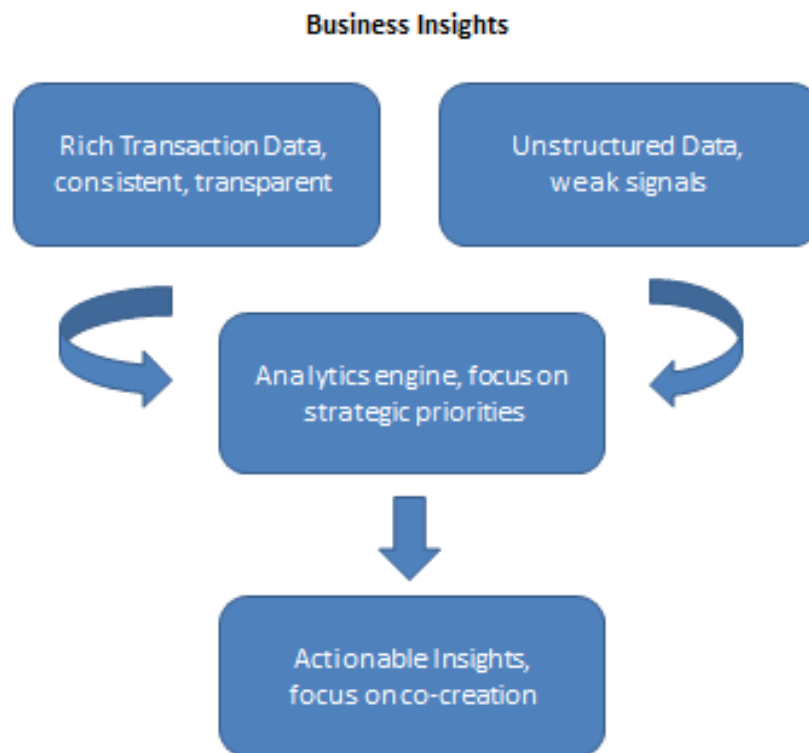 Business Insights
Rich Transaction Data,
consistent, transparent
Unstructured Data,
weak signals
Analytics engine, focus on
strategic priorities
Actionable Insights,
focus on co-creation